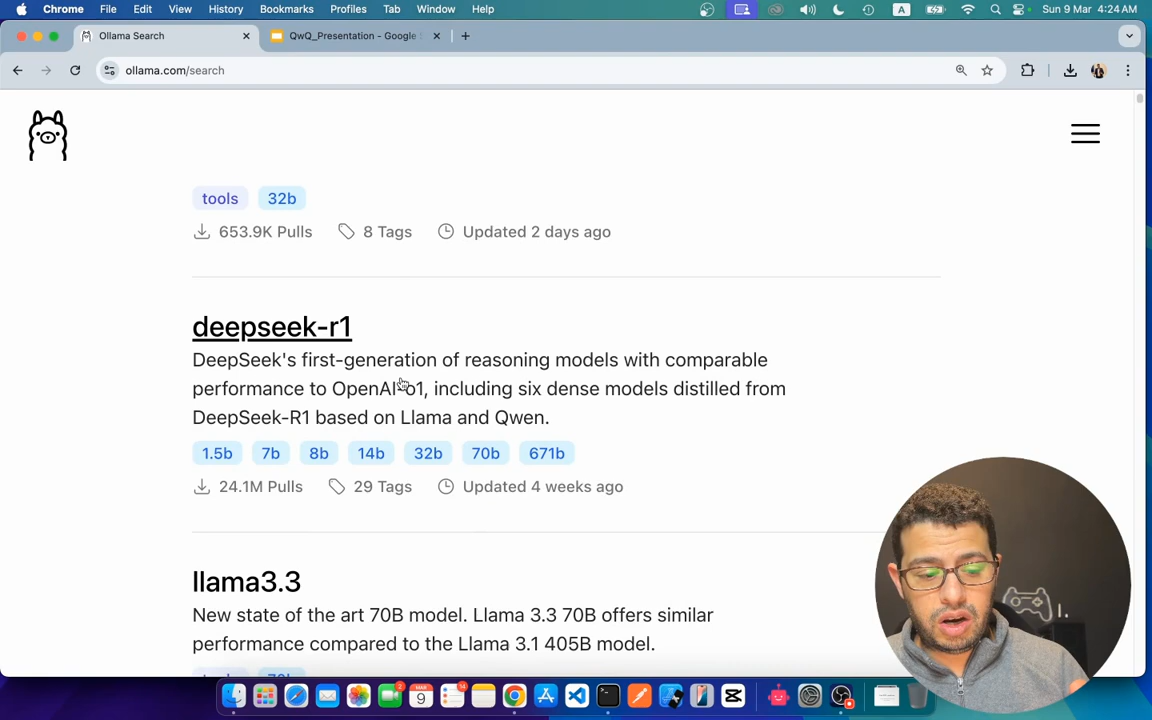 Chrome File Edit View History Bookmarks Profiles Tab Window Help A Sun 9 Mar 4:24 AM
Ollama Search QwQ_Presentation - Google
ollama.com/search
tools 32b
653.9K Pulls 8 Tags Updated 2 days ago
deepseek-r1
DeepSeek's first-generation of reasoning models with comparable
performance to OpenAI-o1, including six dense models distilled from
DeepSeek-R1 based on Llama and Qwen.
1.5b 7b 8b 14b 32b 70b 671b
24.1M Pulls 29 Tags Updated 4 weeks ago
llama3.3
New state of the art 70B model. Llama 3.3 70B offers similar
performance compared to the Llama 3.1 405B model.